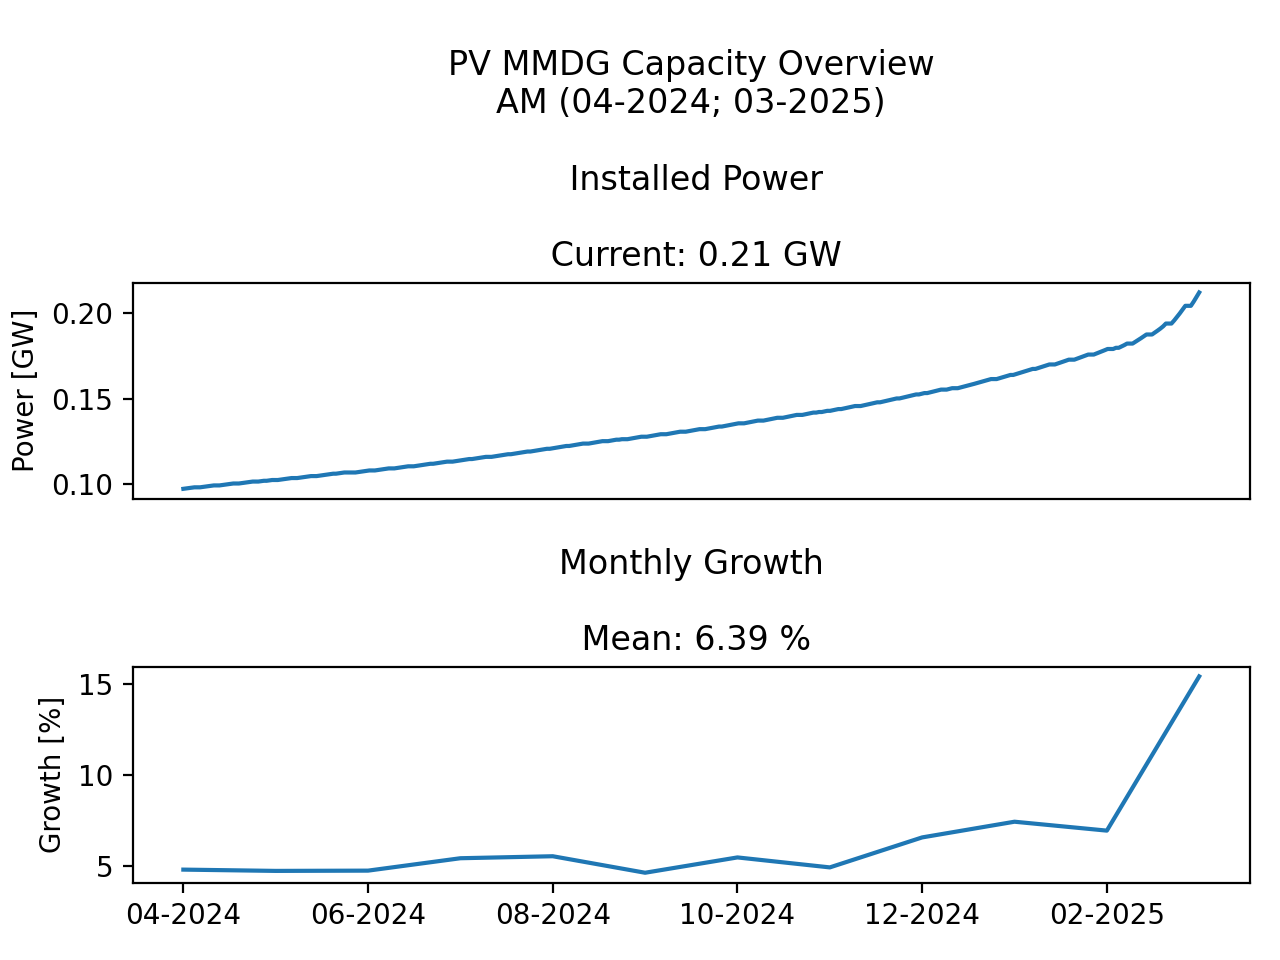 PV MMDG Capacity Overview
AM (04-2024; 03-2025)
Installed Power
Current: 0.21 GW
Power [GW]
0.20
0.15
0.10
Monthly Growth
Mean: 6.39 %
Growth [%]
15
10
5
04-2024 06-2024 08-2024 10-2024 12-2024 02-2025